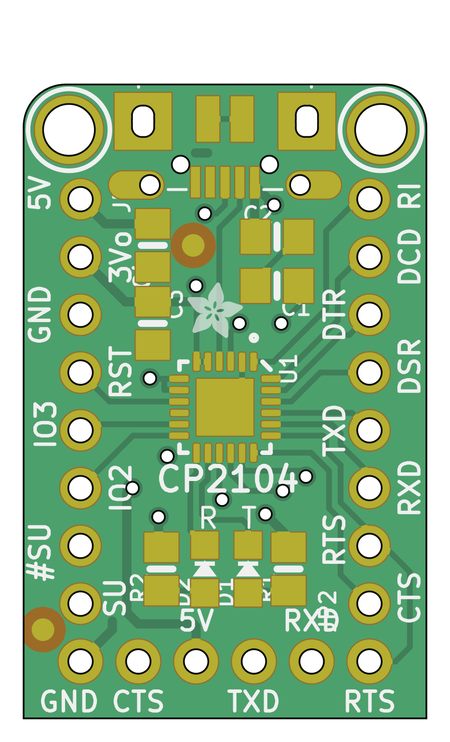 5V
RI
C2
3Vo
DCD
C3
C1
GND
DTR
U1
RST
DSR
IO3
TXD
CP2104
IO2
RXD
R T
#SU
RTS
SU
R2
D2
D1
R1
CTS
5V RXD
GND CTS TXD RTS